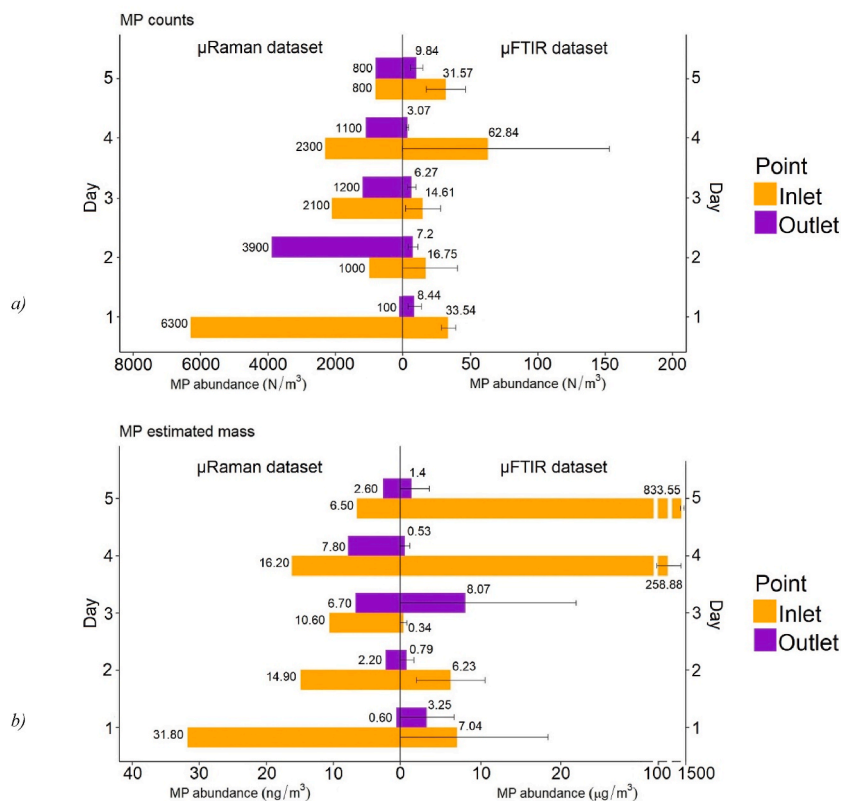 MP counts
µRaman dataset
µFTIR dataset
a)
Day
5
4
3
2
1
800
800
1100
2300
1200
2100
3900
1000
100
6300
9.84
31.57
3.07
62.84
6.27
14.61
7.2
16.75
8.44
33.54
5
4
3
2
1
Day
Point
Inlet
Outlet
8000 6000 4000 2000 0 50 100 150 200
MP abundance (N/m³) MP abundance (N/m³)
MP estimated mass
µRaman dataset
µFTIR dataset
b)
Day
5
4
3
2
1
2.60
6.50
7.80
16.20
6.70
10.60
2.20
14.90
0.60
31.80
1.4
833.55
0.53
258.88
8.07
0.34
0.79
6.23
3.25
7.04
5
4
3
2
1
Day
Point
Inlet
Outlet
40 30 20 10 0 10 20 100 1500
MP abundance (ng/m³) MP abundance (µg/m³)